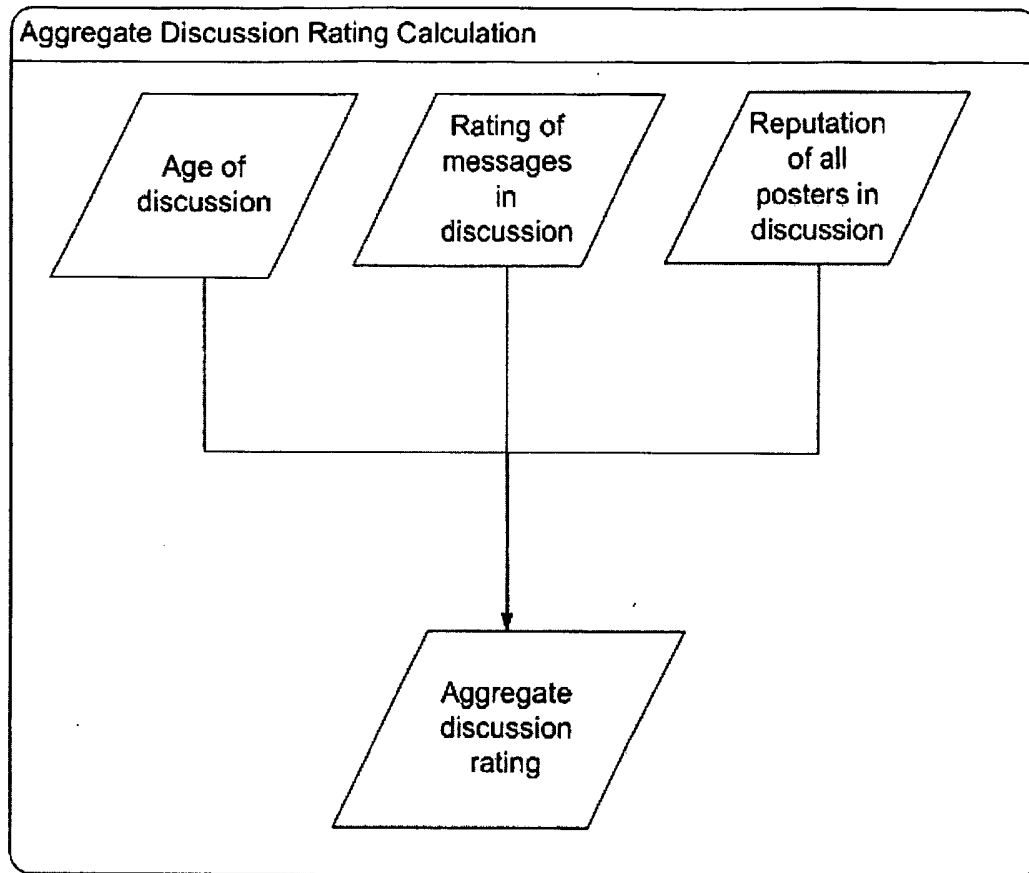 Aggregate Discussion Rating Calculation
Age of
discussion
Rating of
messages
in
discussion
Reputation
of all
posters in
discussion
Aggregate
discussion
rating